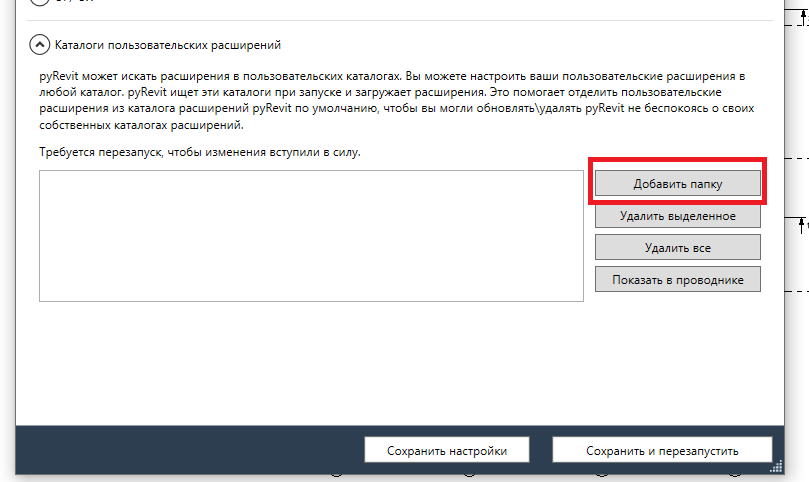 Каталоги пользовательских расширений
pyRevit может искать расширения в пользовательских каталогах. Вы можете настроить ваши пользовательские расширения в
любой каталог. pyRevit ищет эти каталоги при запуске и загружает расширения. Это помогает отделить пользовательские
расширения из каталога расширений pyRevit по умолчанию, чтобы вы могли обновлять\удалять pyRevit не беспокоясь о своих
собственных каталогах расширений.
Требуется перезапуск, чтобы изменения вступили в силу.
Добавить папку
Удалить выделенное
Удалить все
Показать в проводнике
Сохранить настройки
Сохранить и перезапустить